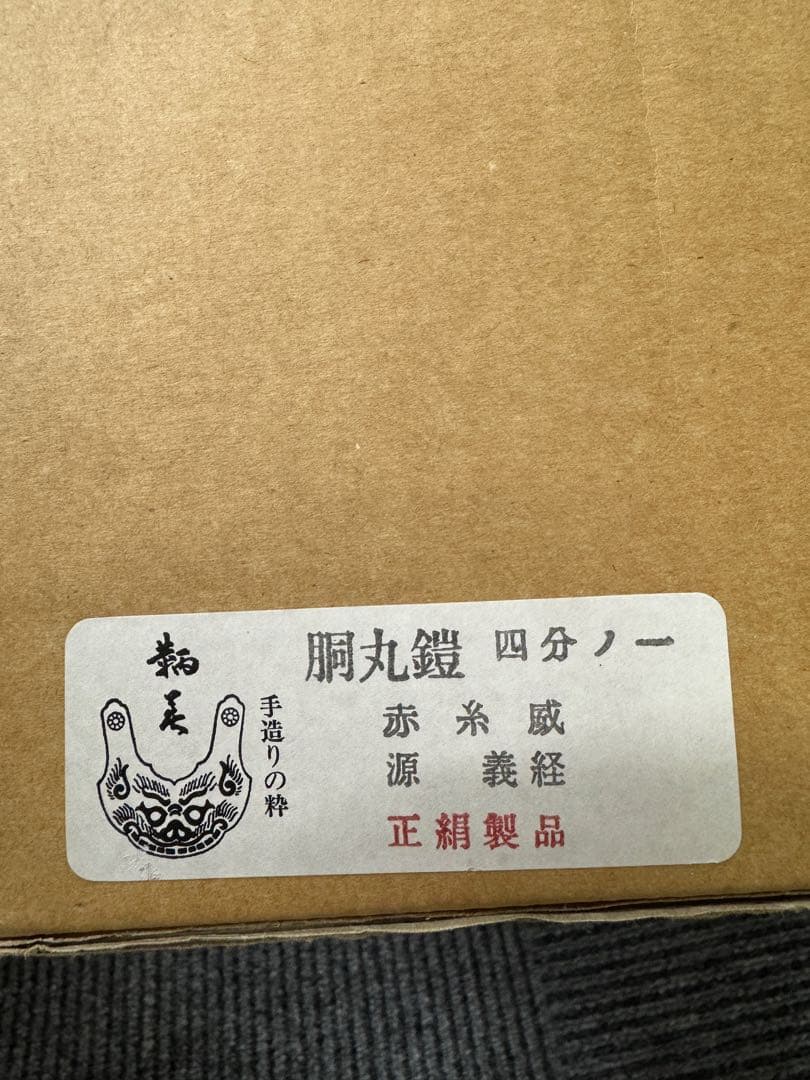 胴丸鎧 四分ノ一
赤糸威
源 義経
正絹製品
手造りの粋